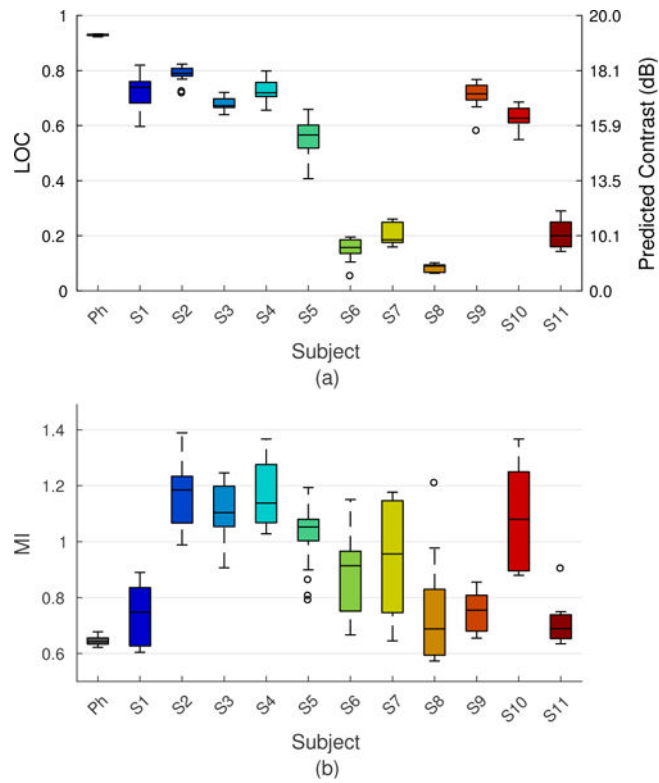 1 20.0
0.8 18.1
0.6 15.9
0.4 13.5
0.2 10.1
0 0.0
LOC
Predicted Contrast (dB)
Ph S1 S2 S3 S4 S5 S6 S7 S8 S9 S10 S11
Subject
(a)
1.4
1.2
1
0.8
0.6
MI
Ph S1 S2 S3 S4 S5 S6 S7 S8 S9 S10 S11
Subject
(b)